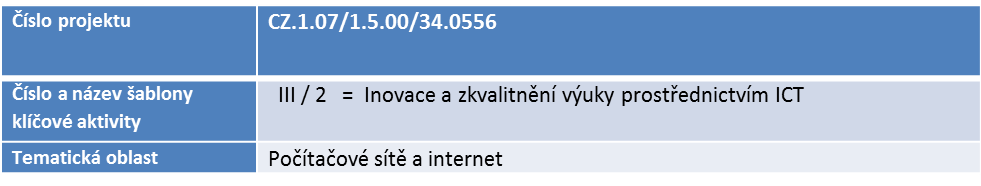 Číslo projektu CZ.1.07/1.5.00/34.0556
Číslo a název šablony
klíčové aktivity III / 2 = Inovace a zkvalitnění výuky prostřednictvím ICT
Tematická oblast Počítačové sítě a internet